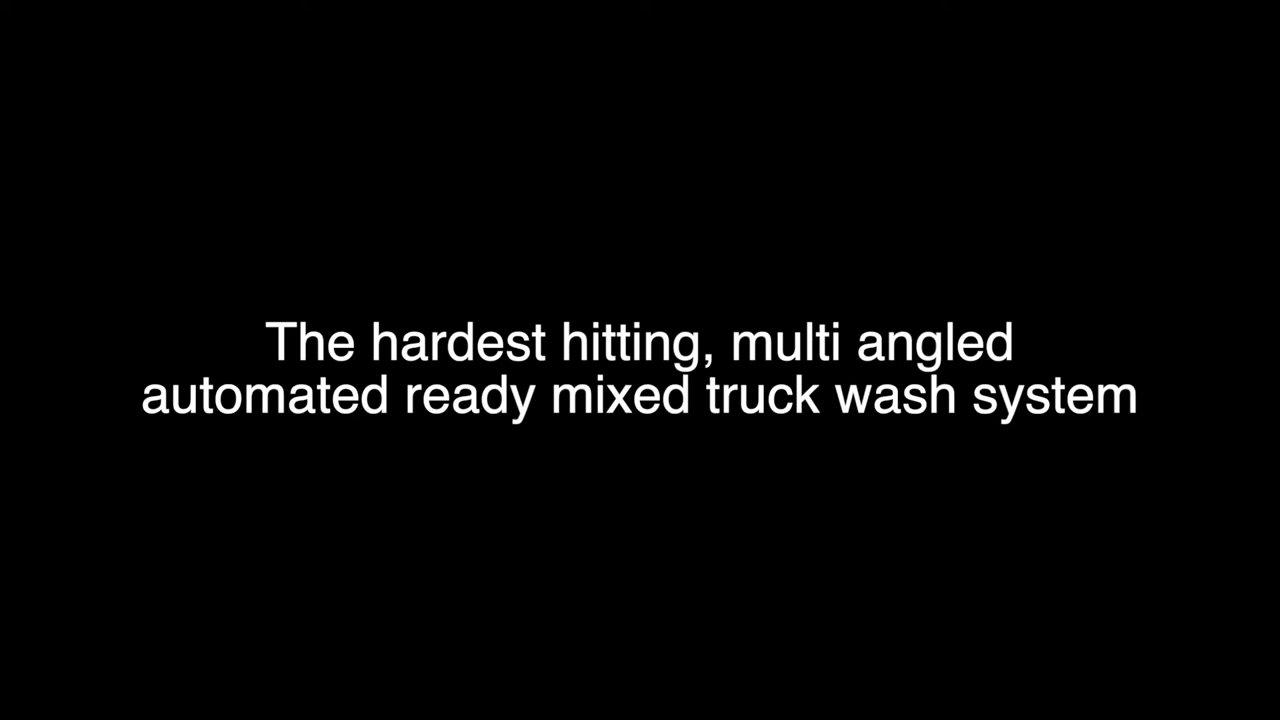 The hardest hitting, multi angled
automated ready mixed truck wash system